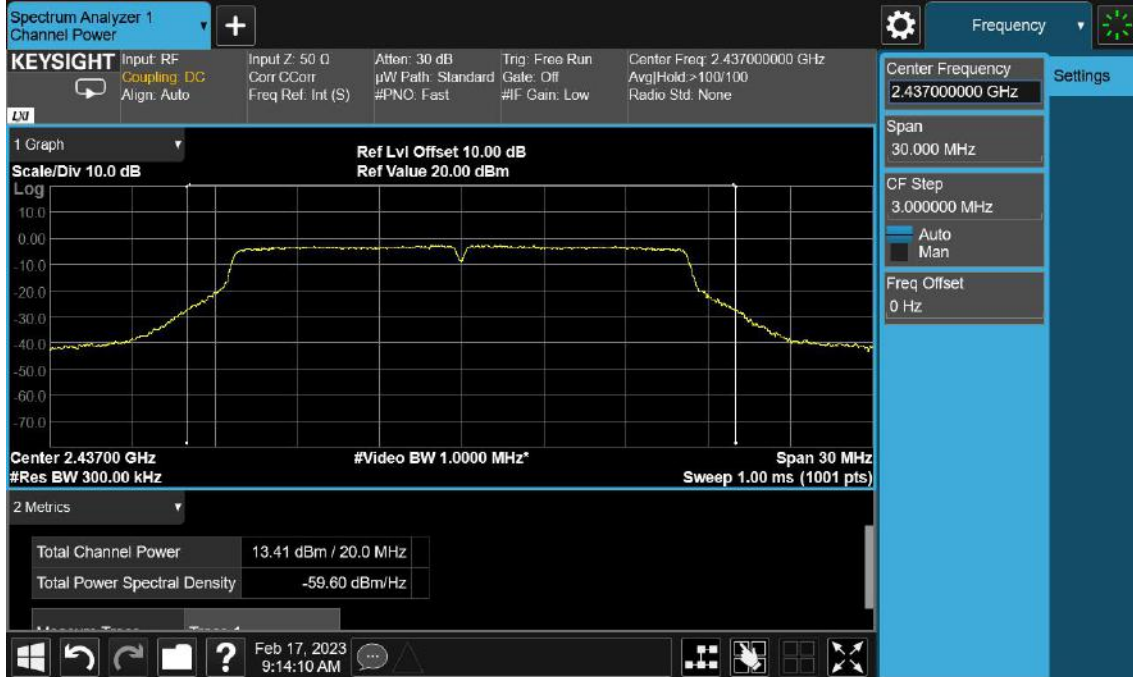 Spectrum Analyzer 1
Channel Power
Frequency
KEYSIGHT
Input: RF
Coupling: DC
Align: Auto
Input Z: 50 Ω
Corr CCorr
Freq Ref: Int (S)
Atten: 30 dB
µW Path: Standard
#PNO: Fast
Trig: Free Run
Gate: Off
#IF Gain: Low
Center Freq: 2.437000000 GHz
Avg|Hold:>100/100
Radio Std: None
LXI
Center Frequency
2.437000000 GHz
Settings
Span
30.000 MHz
CF Step
3.000000 MHz
Auto
Man
Freq Offset
0 Hz
1 Graph
Scale/Div 10.0 dB
Ref Lvl Offset 10.00 dB
Ref Value 20.00 dBm
Log
10.0
0.00
-10.0
-20.0
-30.0
-40.0
-50.0
-60.0
-70.0
Center 2.43700 GHz
#Video BW 1.0000 MHz*
Span 30 MHz
#Res BW 300.00 kHz
Sweep 1.00 ms (1001 pts)
2 Metrics
Total Channel Power 13.41 dBm / 20.0 MHz
Total Power Spectral Density -59.60 dBm/Hz
Feb 17, 2023
9:14:10 AM